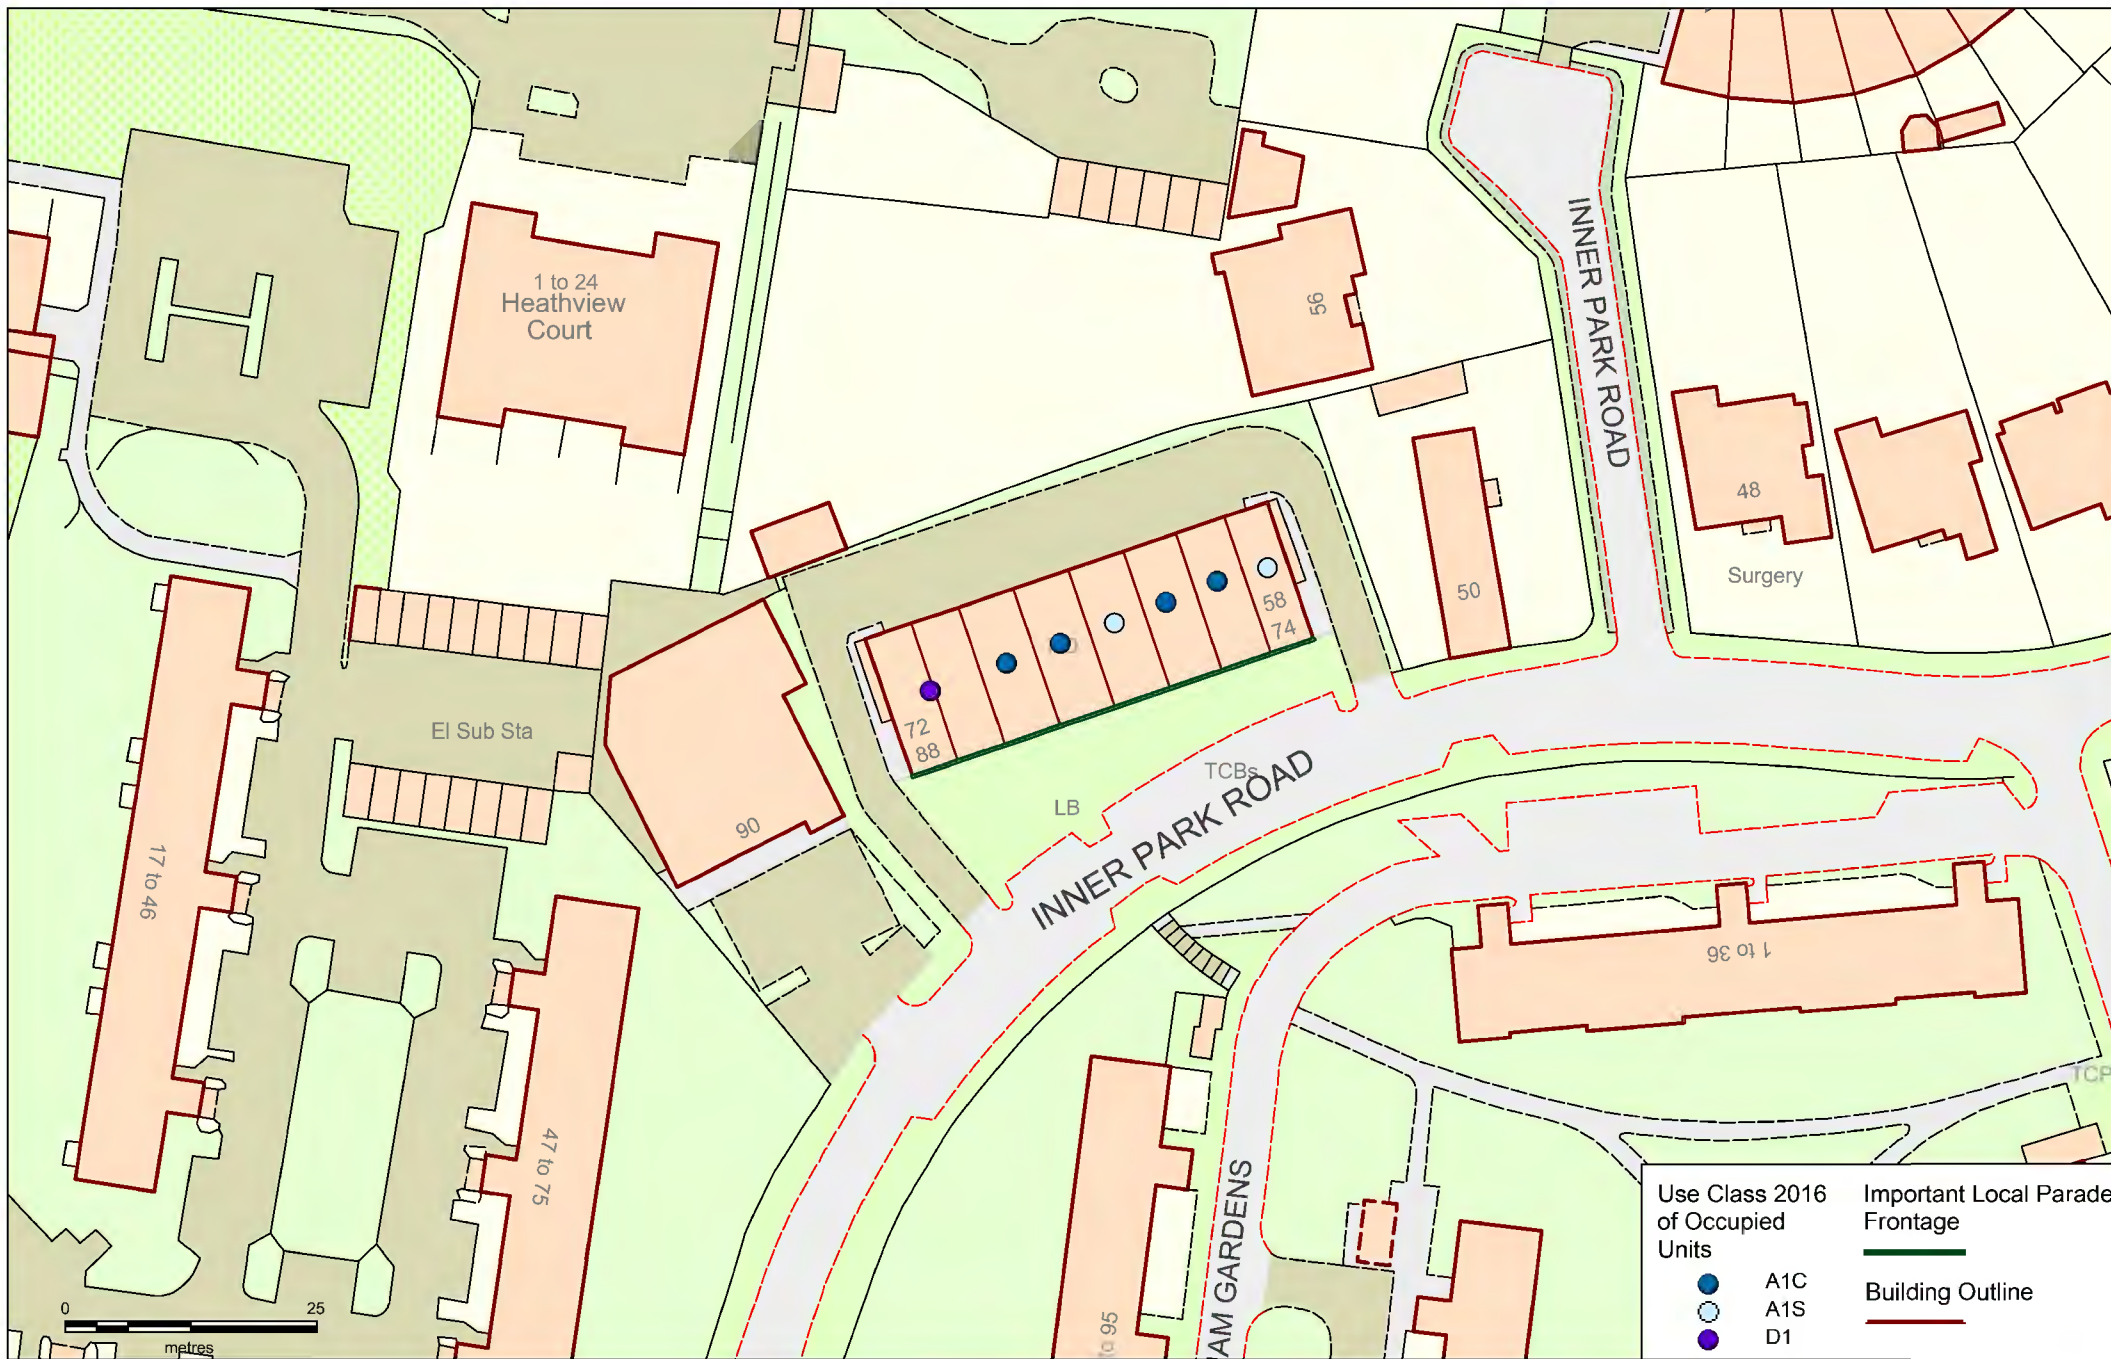 1 to 24
Heathview
Court
56
INNER PARK ROAD
48
Surgery
50
58
74
72
88
El Sub Sta
90
TCBs
LB
INNER PARK ROAD
17 to 46
47 to 75
1 to 36
TCP
AM GARDENS
to 95
0 25
metres
Use Class 2016
of Occupied
Units
A1C
A1S
D1
Important Local Parade
Frontage
Building Outline